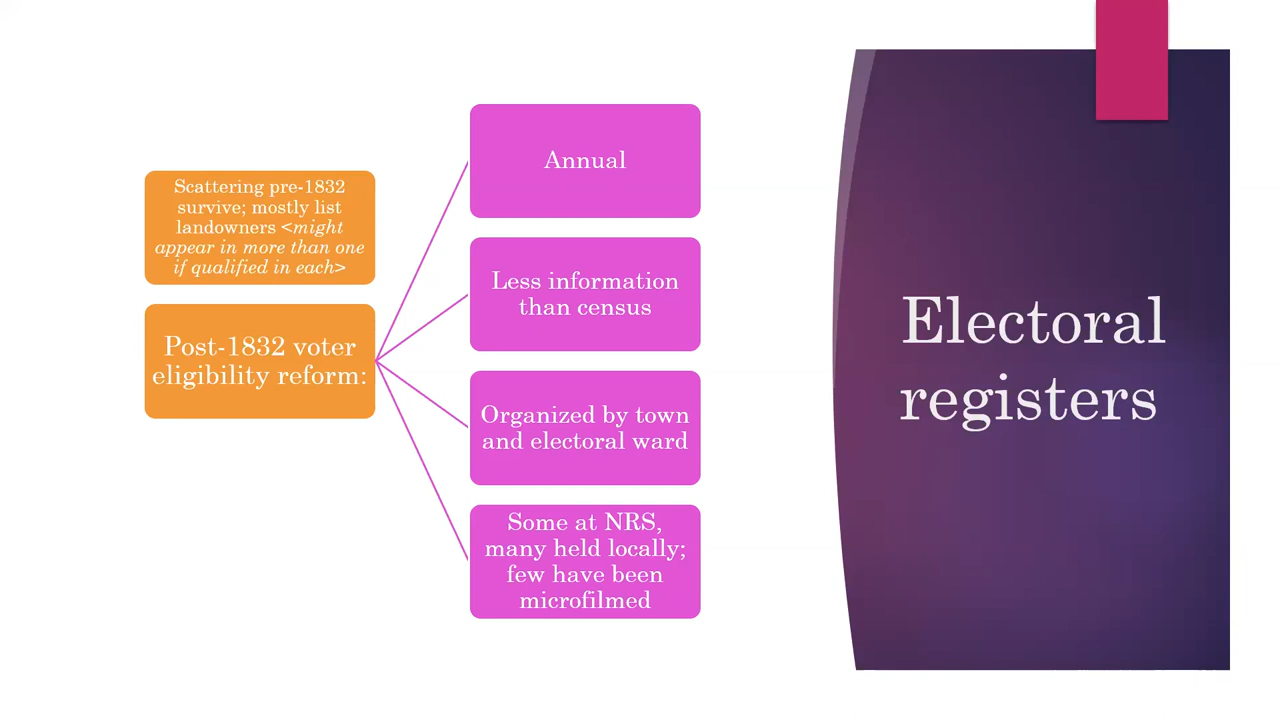 Scattering pre-1832
survive; mostly list
landowners <might
appear in more than one
if qualified in each>
Post-1832 voter
eligibility reform:
Annual
Less information
than census
Organized by town
and electoral ward
Some at NRS,
many held locally;
few have been
microfilmed
Electoral
registers